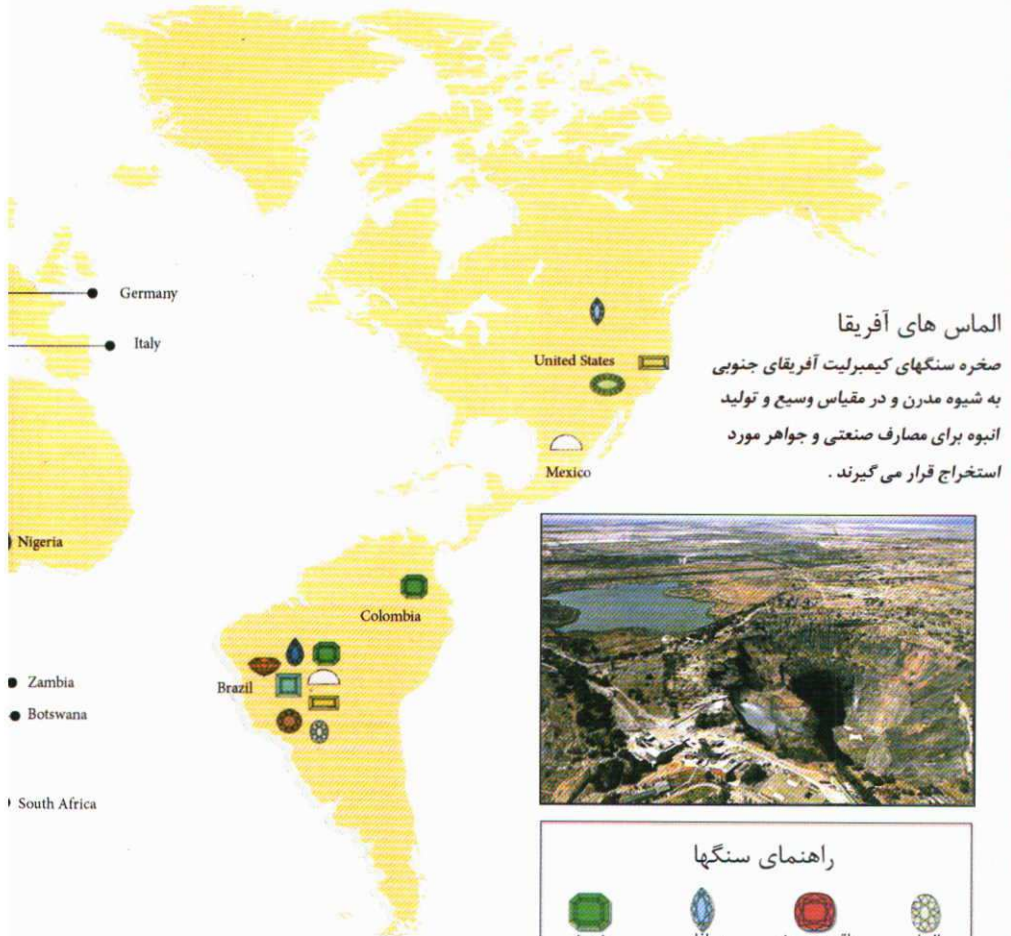 Germany
Italy
United States
Mexico
الماس های آفریقا
صخره سنگهای کیمبرلیت آفریقای جنوبی
به شیوه مدرن و در مقیاس وسیع و تولید
انبوه برای مصارف صنعتی و جواهر مورد
استخراج قرار می گیرند .
Nigeria
Colombia
Brazil
Zambia
Botswana
South Africa
راهنمای سنگها